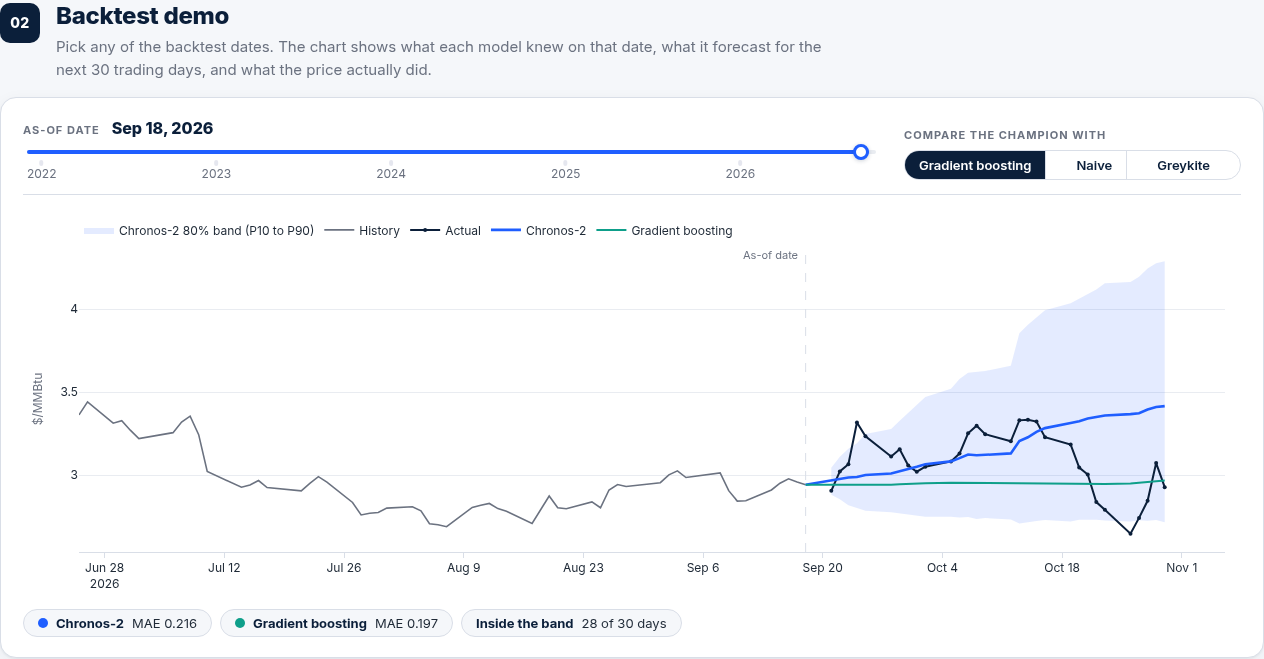 02
Backtest demo
Pick any of the backtest dates. The chart shows what each model knew on that date, what it forecast for the
next 30 trading days, and what the price actually did.
AS-OF DATE Sep 18, 2026
2022 2023 2024 2025 2026
COMPARE THE CHAMPION WITH
Gradient boosting Naive Greykite
Chronos-2 80% band (P10 to P90) History Actual Chronos-2 Gradient boosting
As-of date
4
3.5
3
$/MMBtu
Jun 28 Jul 12 Jul 26 Aug 9 Aug 23 Sep 6 Sep 20 Oct 4 Oct 18 Nov 1
2026
Chronos-2 MAE 0.216 Gradient boosting MAE 0.197 Inside the band 28 of 30 days